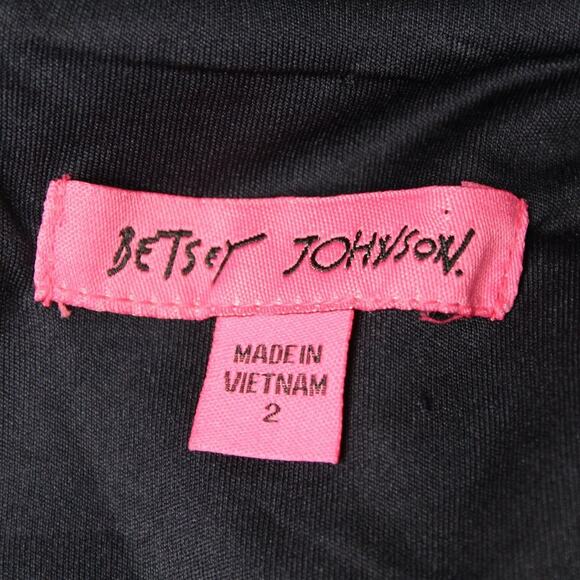 BETSEY JOHNSON.
MADE IN
VIETNAM
2